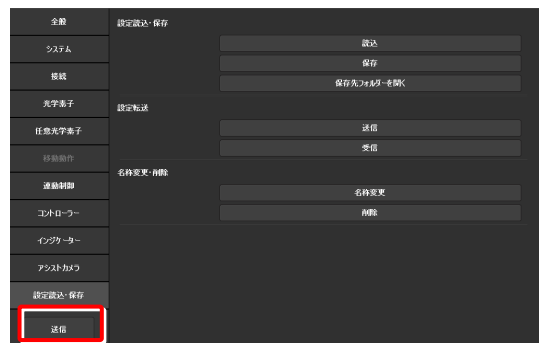 全般
システム
接続
光学素子
任意光学素子
移動動作
連動制御
コントローラー
インジケーター
アシストカメラ
設定読込・保存
送信
設定読込・保存
読込
保存
保存先フォルダーを開く
設定転送
送信
受信
名称変更・削除
名称変更
削除